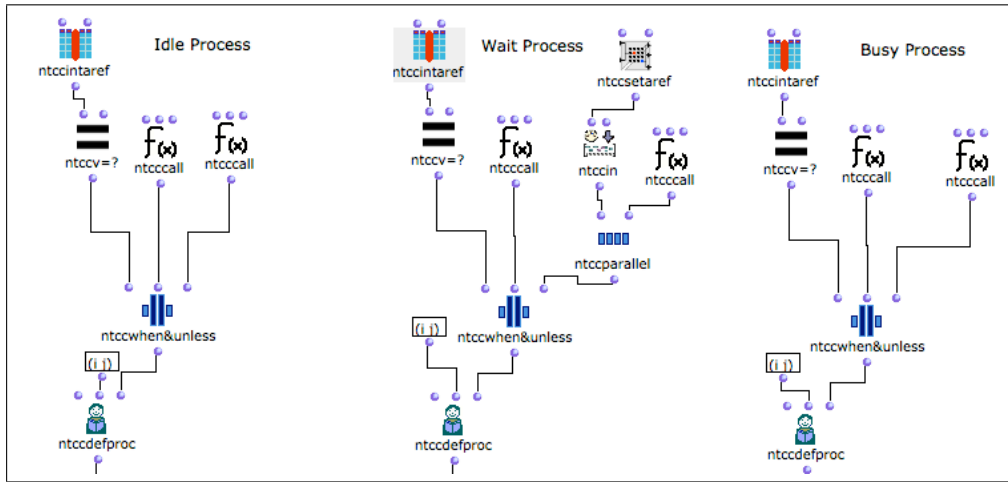 Idle Process
ntccintaref
ntccv=?
f(x)
ntcccall
f(x)
ntcccall
ntccwhen&unless
(i j)
ntccdefproc
Wait Process
ntccintaref
ntccsetaref
ntccv=?
f(x)
ntcccall
ntccin
f(x)
ntcccall
ntccparallel
ntccwhen&unless
(i j)
ntccdefproc
Busy Process
ntccintaref
ntccv=?
f(x)
ntcccall
f(x)
ntcccall
ntccwhen&unless
(i j)
ntccdefproc